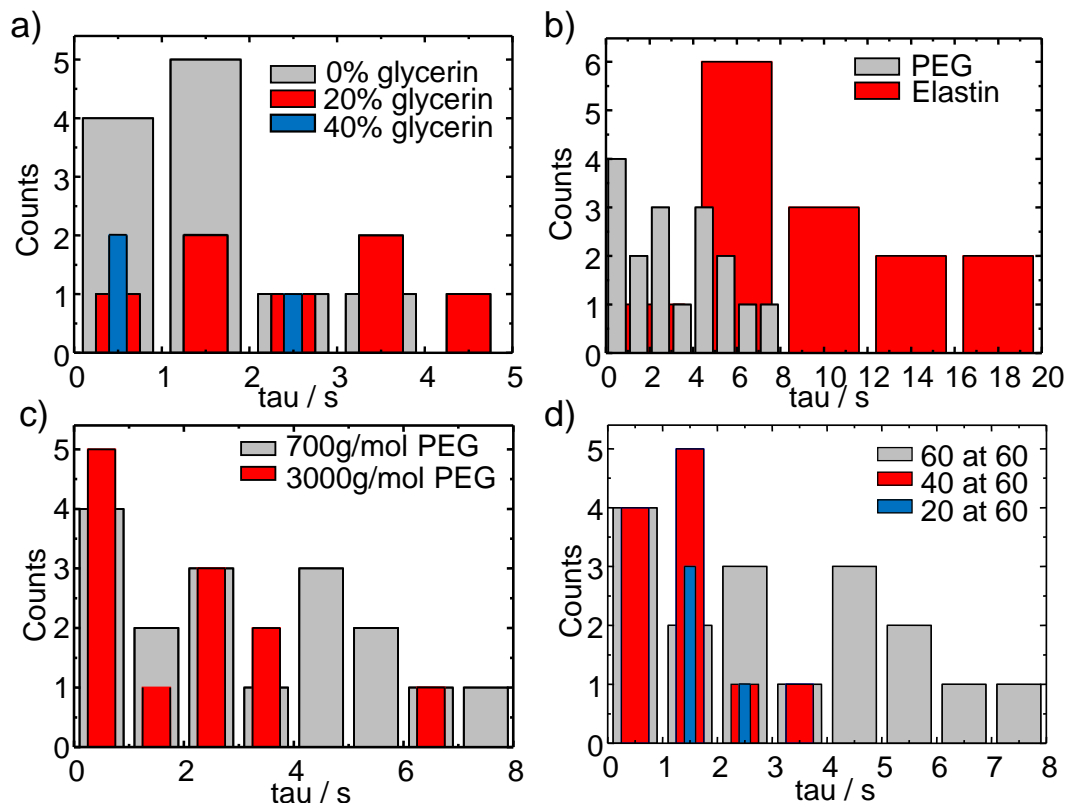 a)
5
4
3
2
1
0
Counts
0% glycerin
20% glycerin
40% glycerin
0 1 2 3 4 5
tau / s
b)
6
5
4
3
2
1
0
Counts
PEG
Elastin
0 2 4 6 8 10 12 14 16 18 20
tau / s
c)
5
4
3
2
1
0
Counts
700g/mol PEG
3000g/mol PEG
0 2 4 6 8
tau / s
d)
5
4
3
2
1
0
Counts
60 at 60
40 at 60
20 at 60
0 1 2 3 4 5 6 7 8
tau / s